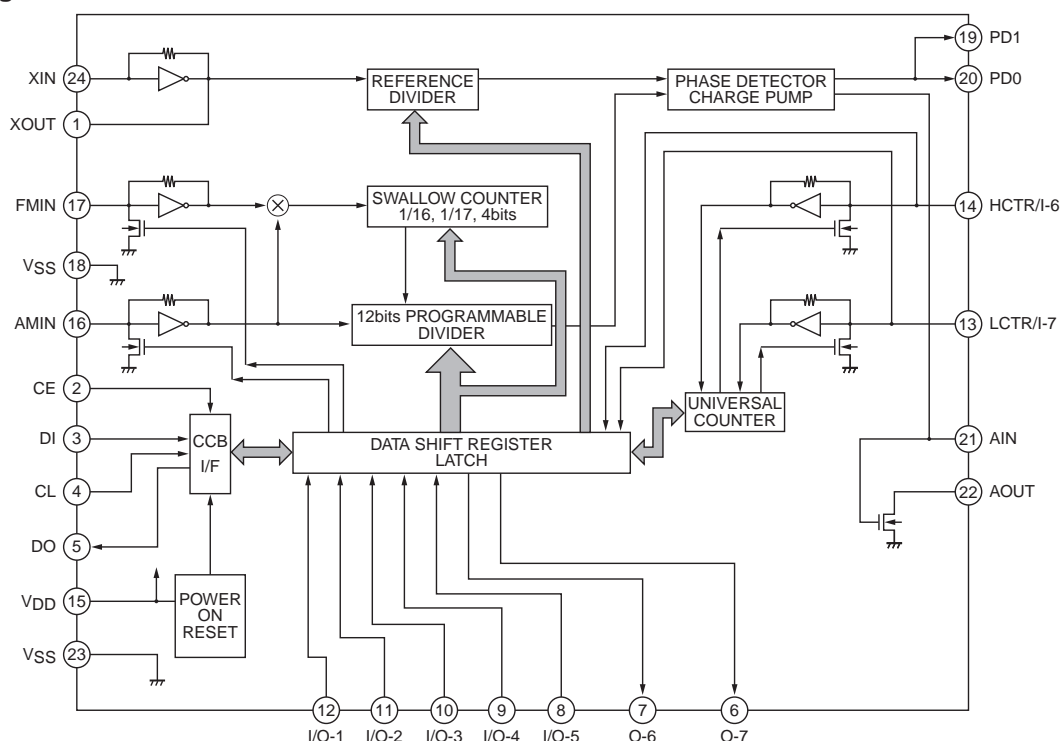 XIN 24
XOUT 1
FMIN 17
VSS 18
AMIN 16
CE 2
DI 3
CL 4
DO 5
VDD 15
VSS 23
REFERENCE
DIVIDER
PHASE DETECTOR
CHARGE PUMP
SWALLOW COUNTER
1/16, 1/17, 4bits
12bits PROGRAMMABLE
DIVIDER
CCB
I/F
DATA SHIFT REGISTER
LATCH
UNIVERSAL
COUNTER
POWER
ON
RESET
19 PD1
20 PD0
14 HCTR/I-6
13 LCTR/I-7
21 AIN
22 AOUT
12 11 10 9 8 7 6
I/O-1 I/O-2 I/O-3 I/O-4 I/O-5 O-6 O-7